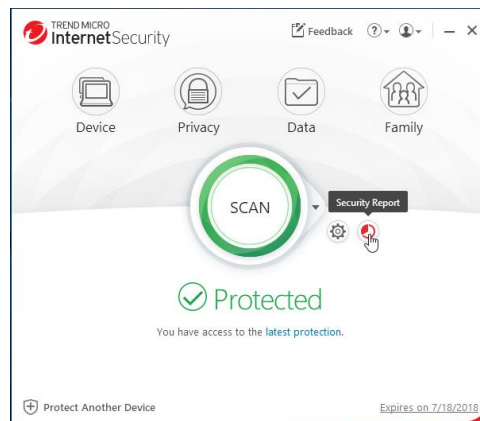 TREND MICRO
Internet Security
Feedback ?
Device Privacy Data Family
SCAN
Security Report
Protected
You have access to the latest protection.
Protect Another Device Expires on 7/18/2018